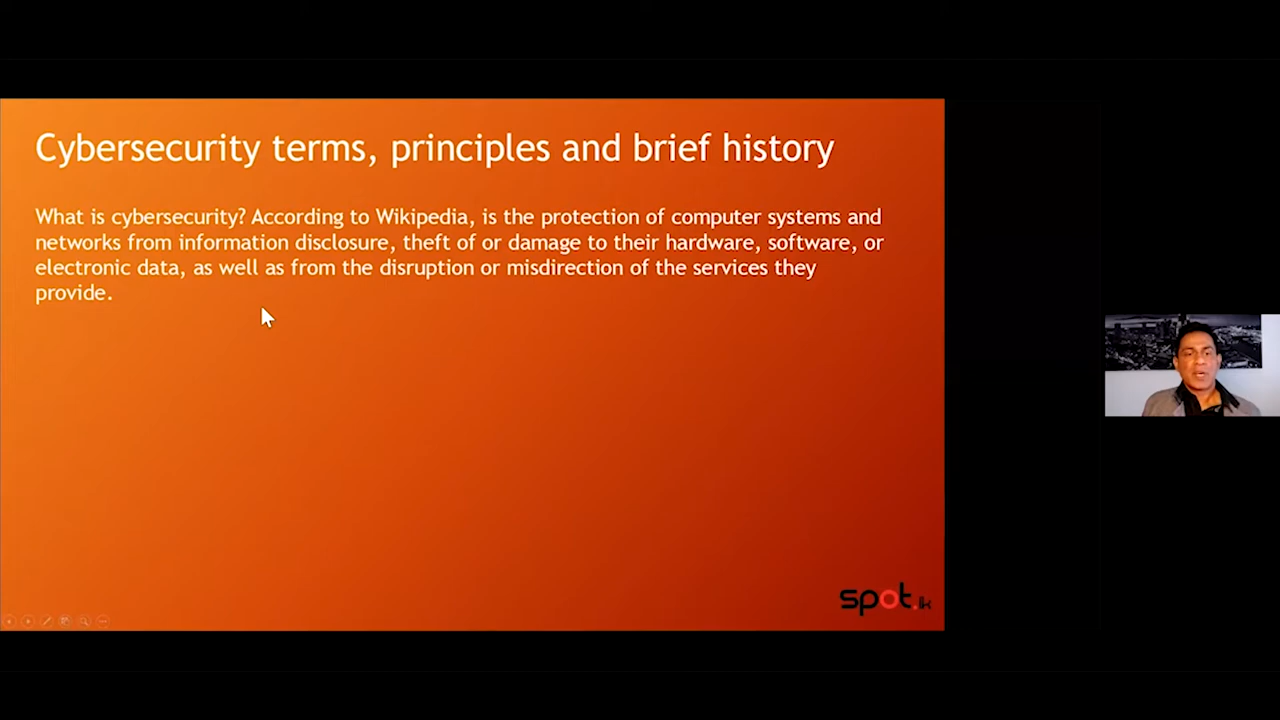 Cybersecurity terms, principles and brief history
What is cybersecurity? According to Wikipedia, is the protection of computer systems and
networks from information disclosure, theft of or damage to their hardware, software, or
electronic data, as well as from the disruption or misdirection of the services they
provide.
spot.lk